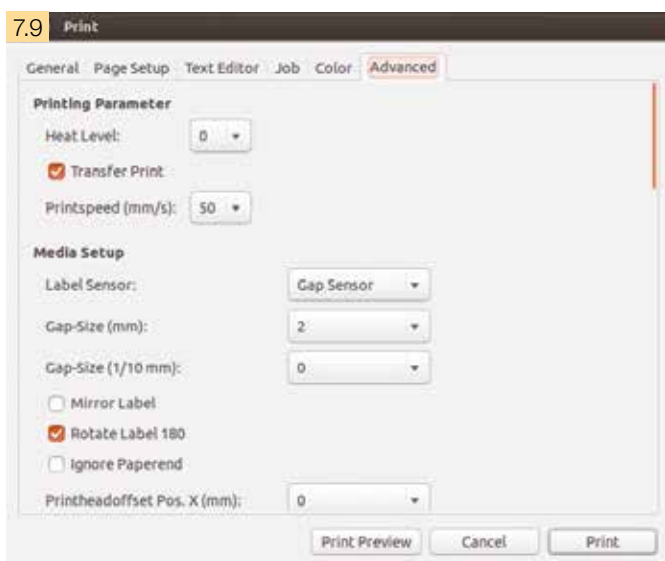 7.9 Print
General Page Setup Text Editor Job Color Advanced
Printing Parameter
Heat Level: 0
Transfer Print
Printspeed (mm/s): 50
Media Setup
Label Sensor: Gap Sensor
Gap-Size (mm): 2
Gap-Size (1/10 mm): 0
Mirror Label
Rotate Label 180
Ignore Paperend
Printheadoffset Pos. X (mm): 0
Print Preview Cancel Print